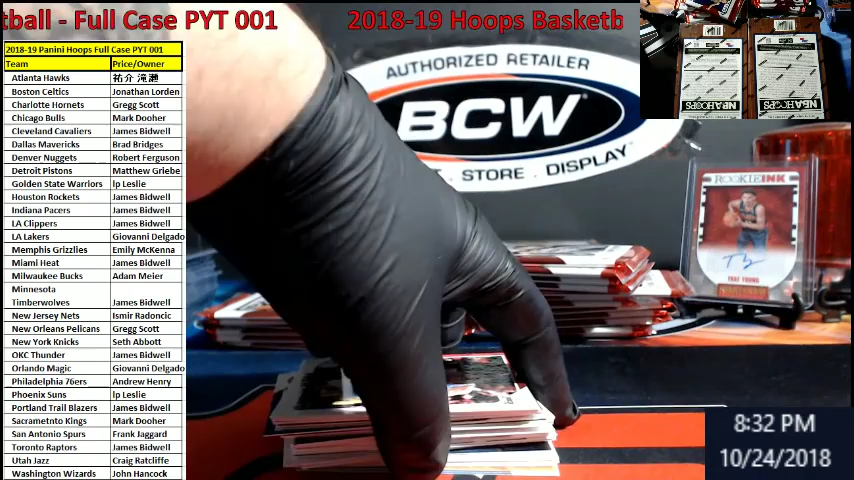 tball - Full Case PYT 001 2018-19 Hoops Basketb
2018-19 Panini Hoops Full Case PYT 001
Team Price/Owner
Atlanta Hawks 祐介 滝瀬
Boston Celtics Jonathan Lorden
Charlotte Hornets Gregg Scott
Chicago Bulls Mark Dooher
Cleveland Cavaliers James Bidwell
Dallas Mavericks Brad Bridges
Denver Nuggets Robert Ferguson
Detroit Pistons Matthew Griebe
Golden State Warriors lp Leslie
Houston Rockets James Bidwell
Indiana Pacers James Bidwell
LA Clippers James Bidwell
LA Lakers Giovanni Delgado
Memphis Grizzlies Emily McKenna
Miami Heat James Bidwell
Milwaukee Bucks Adam Meier
Minnesota
Timberwolves James Bidwell
New Jersey Nets Ismir Radoncic
New Orleans Pelicans Gregg Scott
New York Knicks Seth Abbott
OKC Thunder James Bidwell
Orlando Magic Giovanni Delgado
Philadelphia 76ers Andrew Henry
Phoenix Suns lp Leslie
Portland Trail Blazers James Bidwell
Sacrametnto Kings Mark Dooher
San Antonio Spurs Frank Jaggard
Toronto Raptors James Bidwell
Utah Jazz Craig Ratcliffe
Washington Wizards John Hancock
AUTHORIZED RETAILER
BCW
STORE DISPLAY
NBA HOOPS
NBA HOOPS
ROOKIE INK
TRAE YOUNG
8:32 PM
10/24/2018